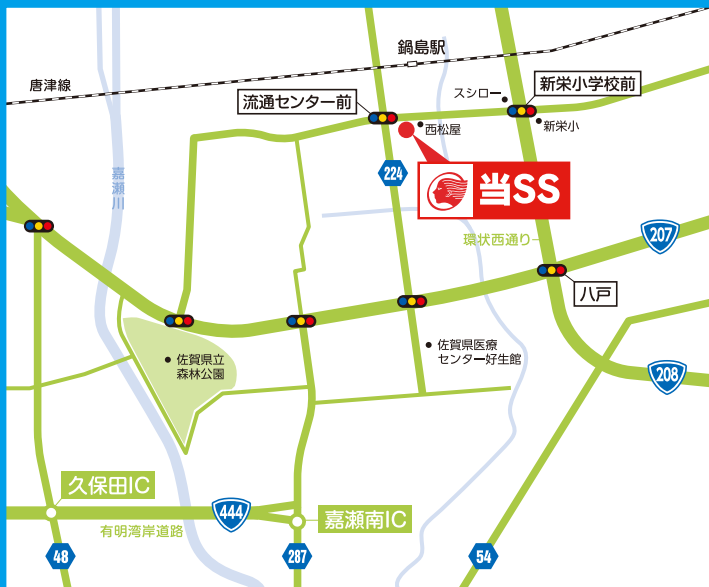 鍋島駅
唐津線
スシロー
新栄小学校前
流通センター前
西松屋
新栄小
224
嘉瀬川
当SS
207
環状西通り
八戸
佐賀県医療
センター好生館
佐賀県立
森林公園
208
久保田IC
444
嘉瀬南IC
有明湾岸道路
48
287
54